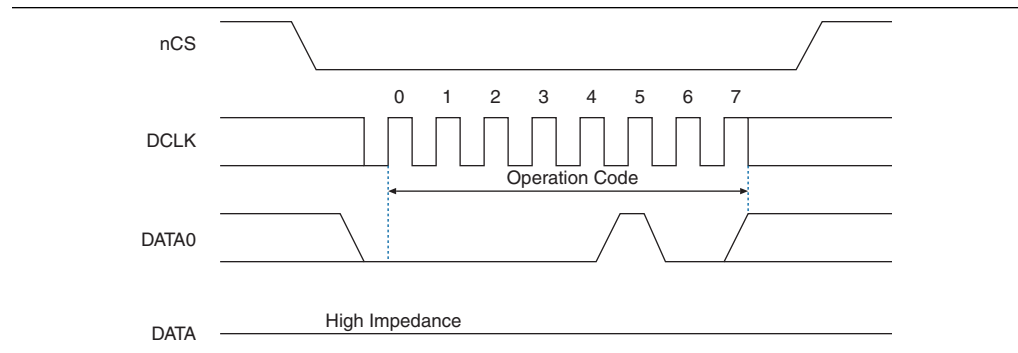 nCS
0 1 2 3 4 5 6 7
DCLK
Operation Code
DATA0
High Impedance
DATA